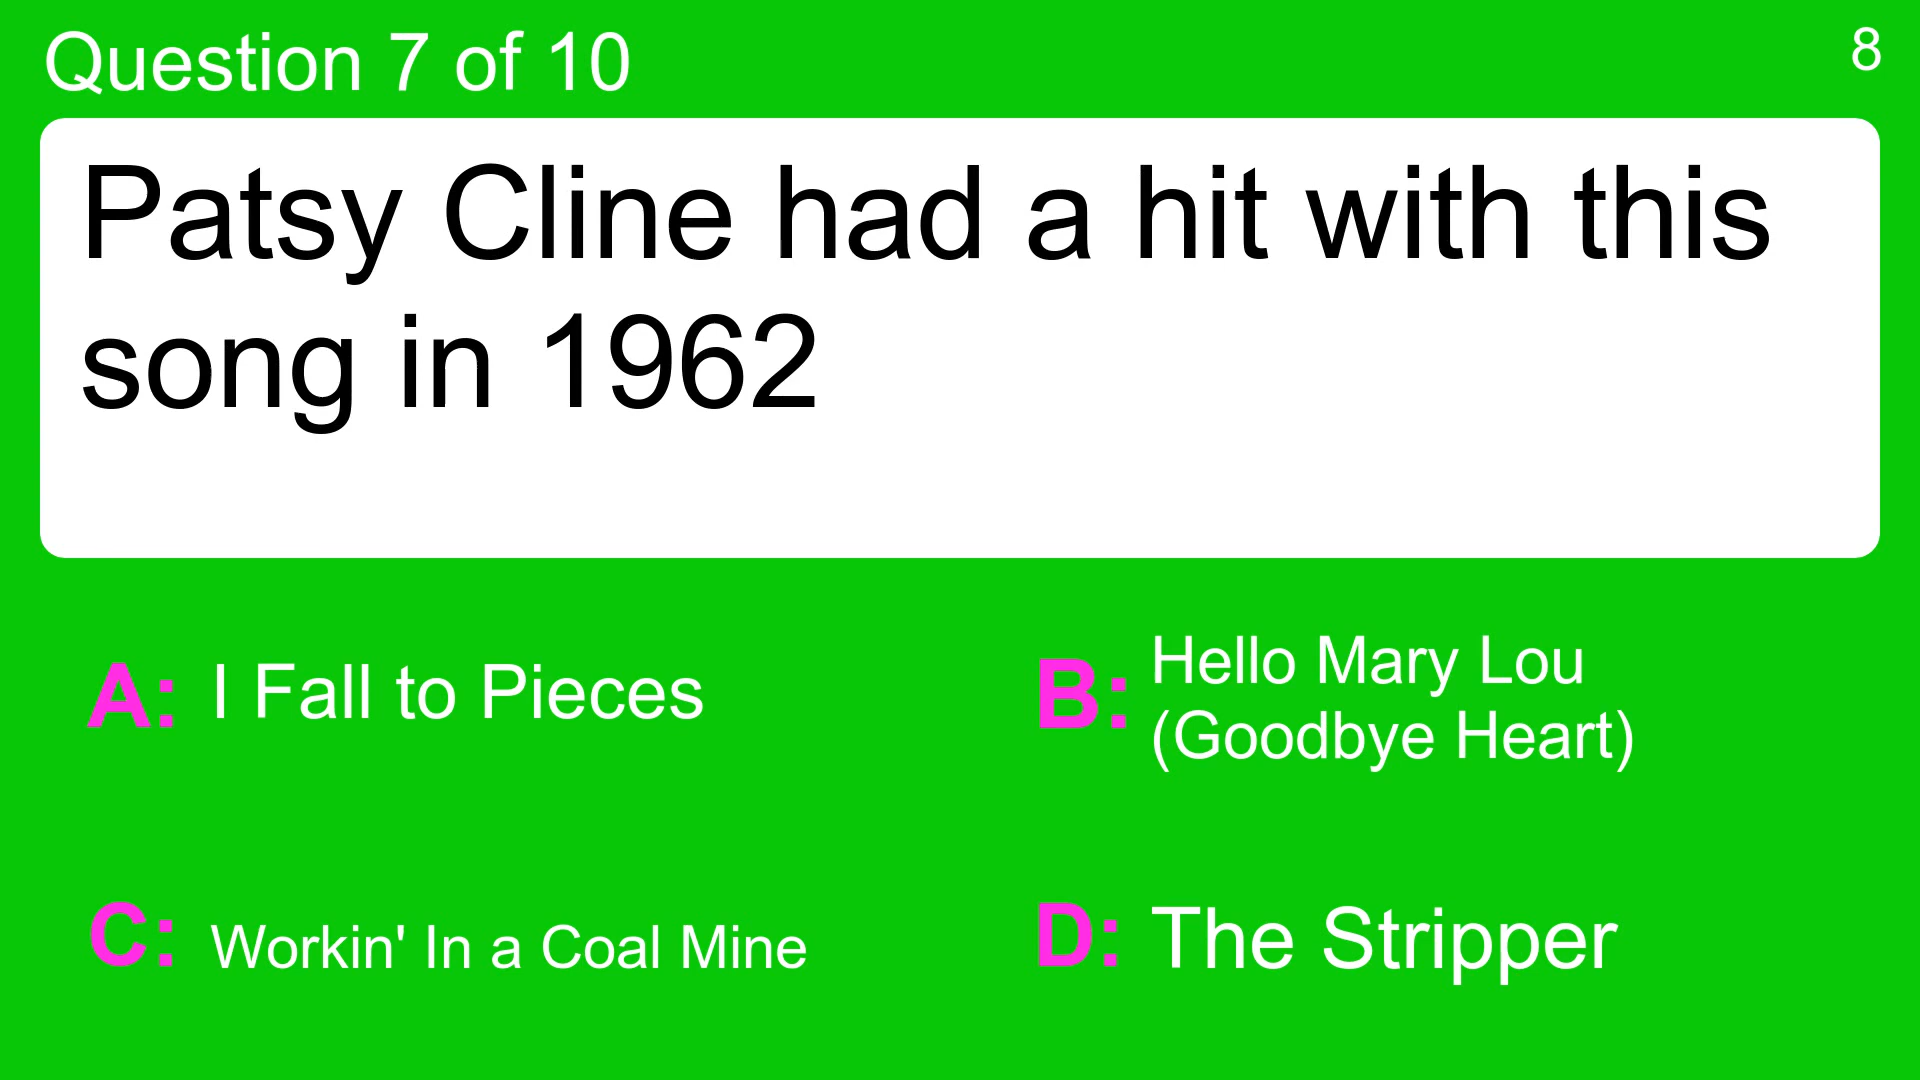 Question 7 of 10
8
Patsy Cline had a hit with this
song in 1962
A: I Fall to Pieces
B: Hello Mary Lou
(Goodbye Heart)
C: Workin' In a Coal Mine
D: The Stripper